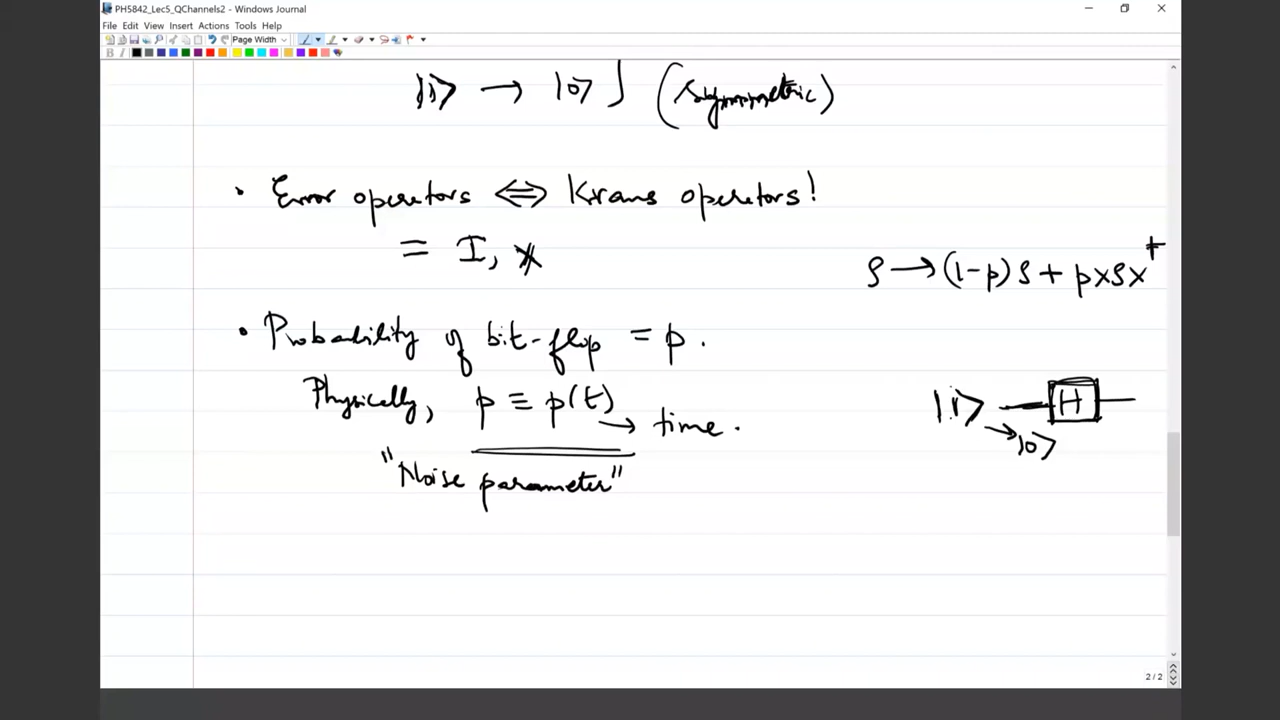 PH5842_Lec5_QChannels2 - Windows Journal
File Edit View Insert Actions Tools Help
Page Width
B I
|1⟩ → |0⟩ ] (symmetric)
• Error operators ⇔ Kraus operators!
= I, X
ρ → (1-p)ρ + pXρX†
• Probability of bit-flip = p.
Physically, p ≡ p(t) → time.
"Noise parameter"
|1⟩ H
→ |0⟩
2 / 2